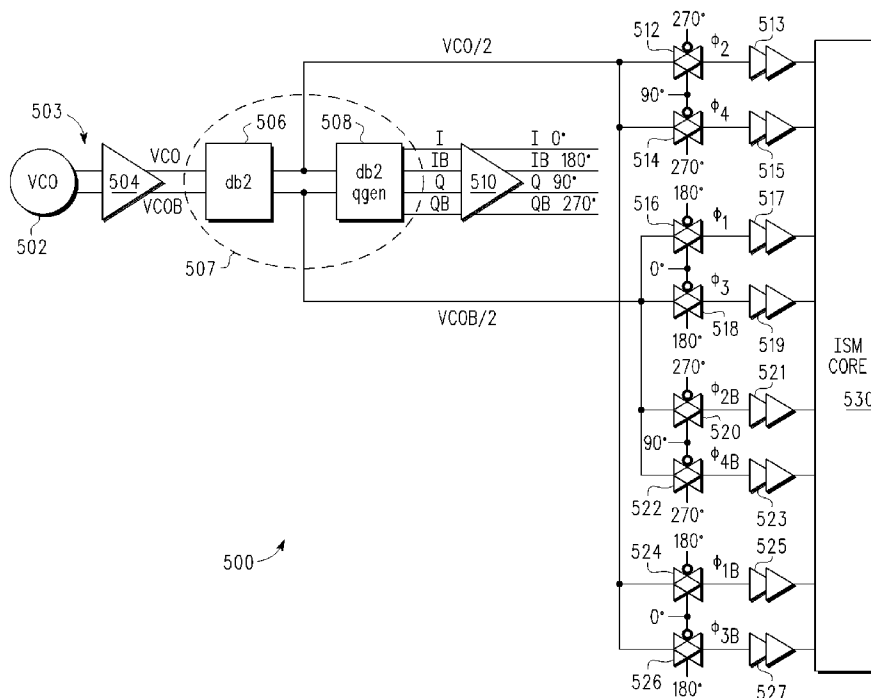 270°
512
ϕ2
513
VCO/2
90°
ϕ4
503
506
508
514
270°
515
I
I 0°
VCO
IB
IB 180°
180°
VCO
504
db2
db2
qgen
Q
510
Q 90°
516
ϕ1
517
VCOB
QB
QB 270°
502
507
0°
ϕ3
VCOB/2
518
180°
519
ISM
CORE
530
270°
521
ϕ2B
520
90°
ϕ4B
522
270°
523
500
180°
524
525
ϕ1B
0°
ϕ3B
526
180°
527